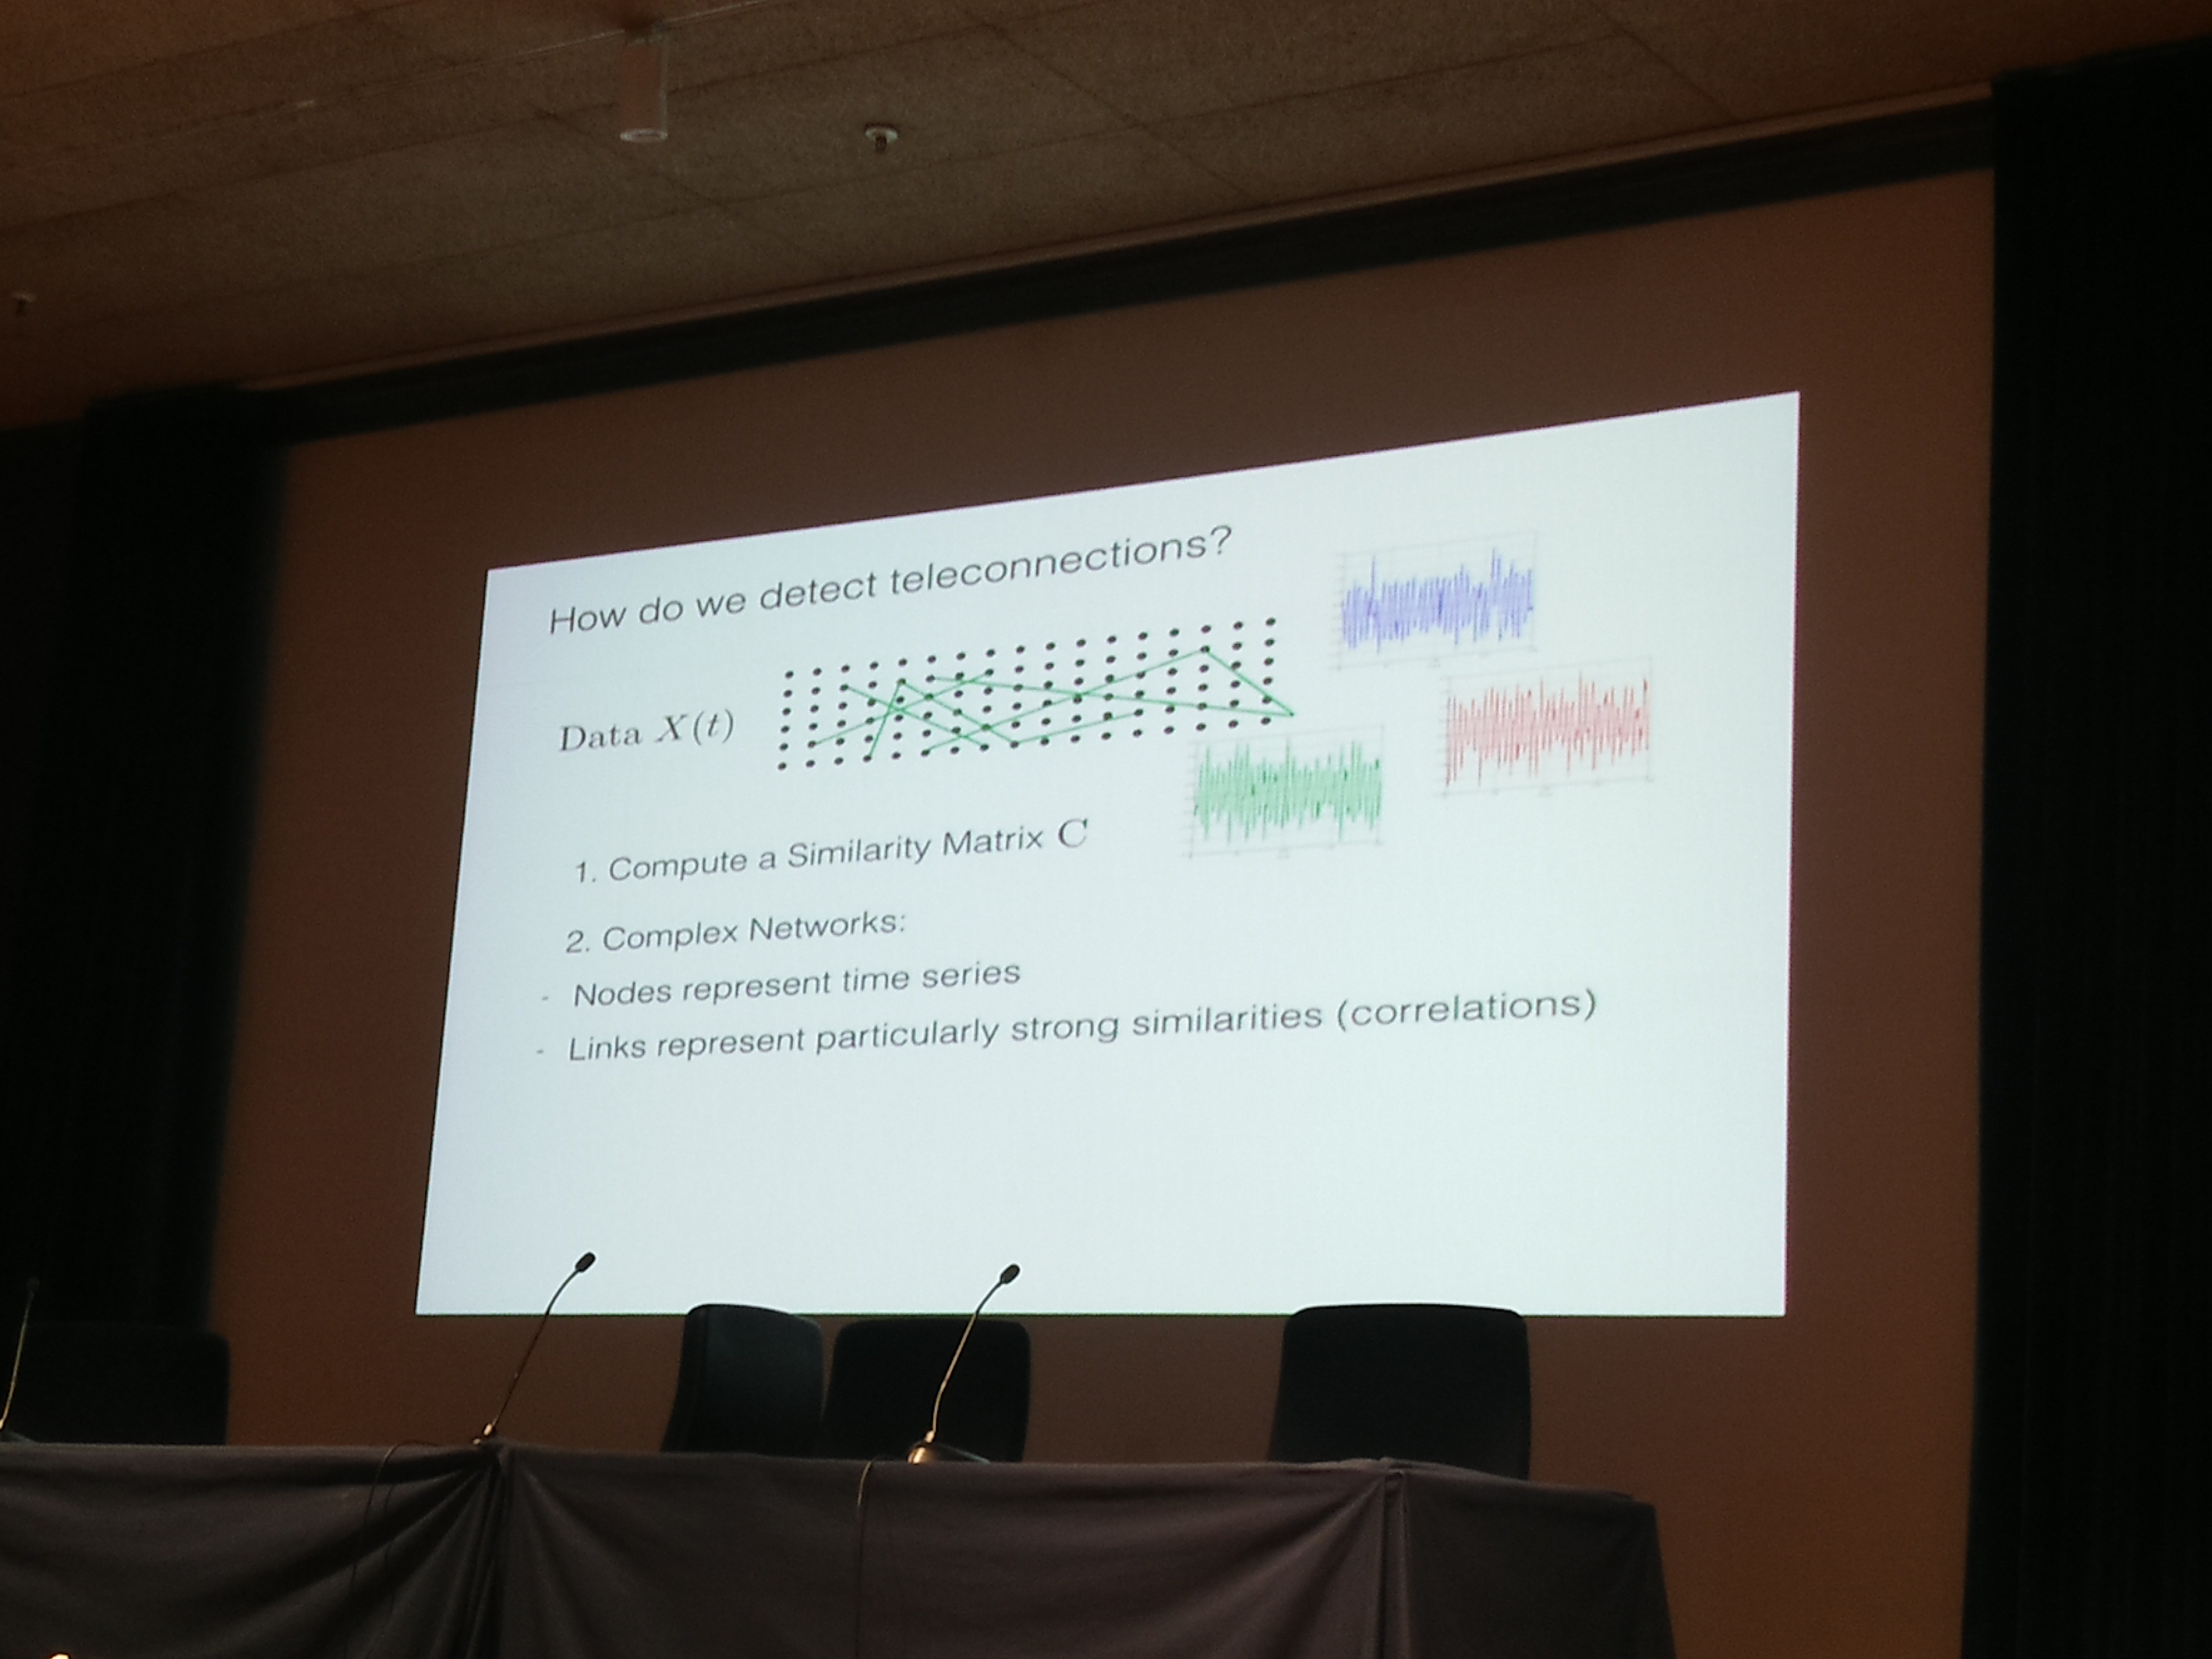 How do we detect teleconnections?
Data X(t)
1. Compute a Similarity Matrix C
2. Complex Networks:
- Nodes represent time series
- Links represent particularly strong similarities (correlations)